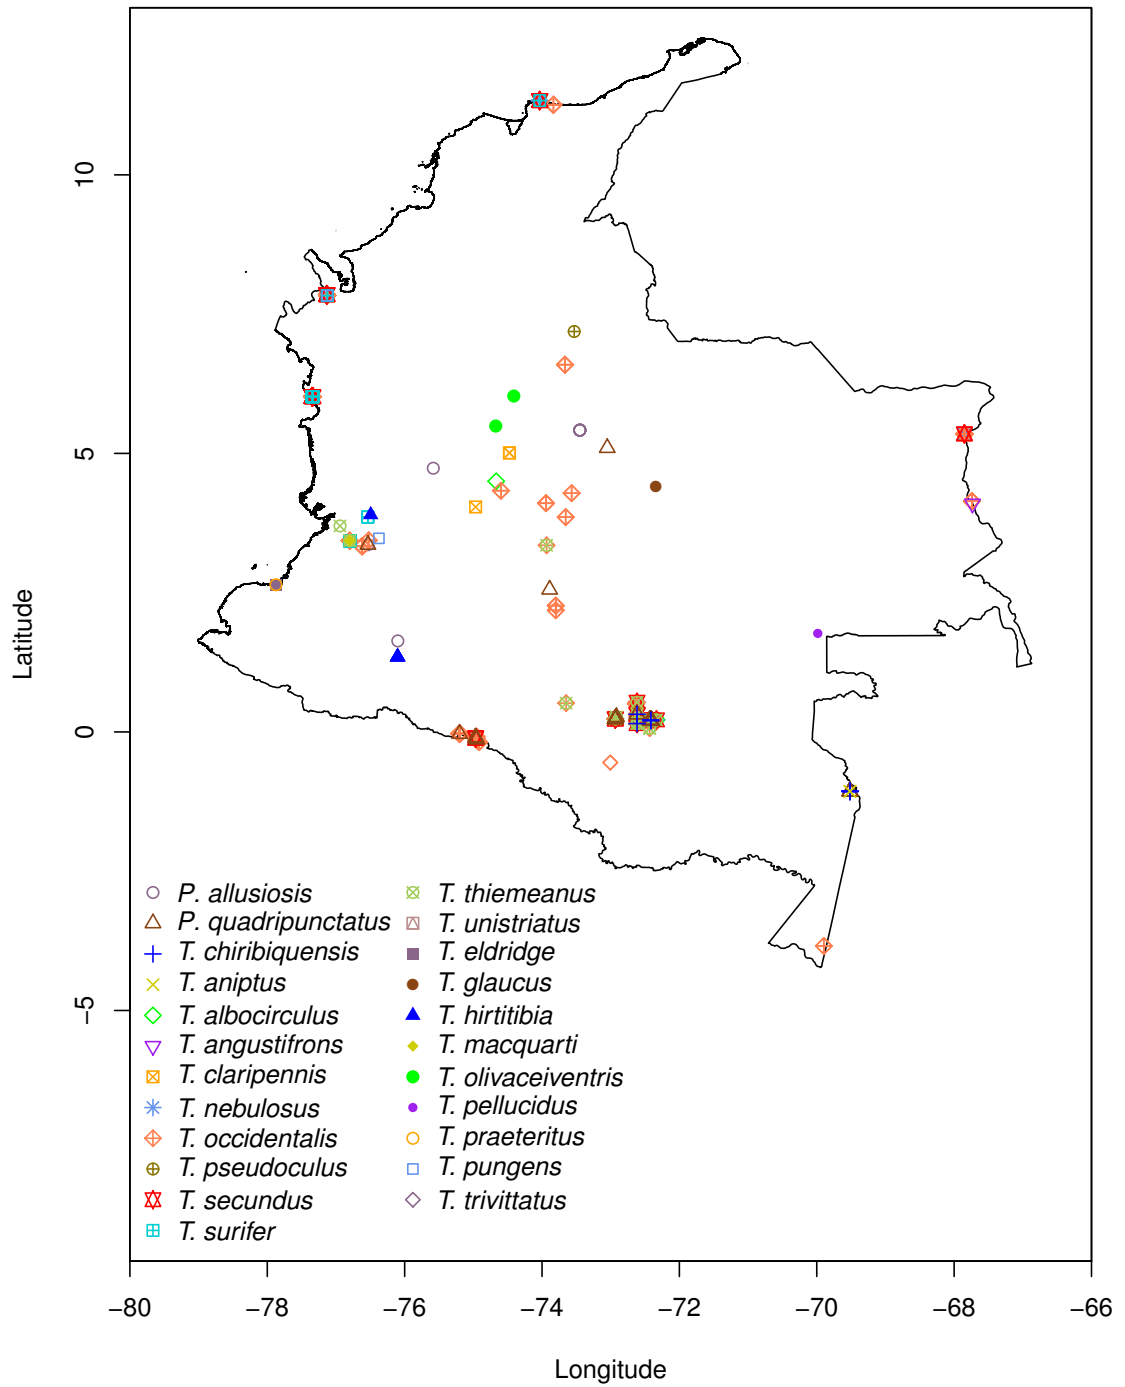 10
5
0
−5
Latitude
P. allusiosis
P. quadripunctatus
T. chiribiquensis
T. aniptus
T. albocirculus
T. angustifrons
T. claripennis
T. nebulosus
T. occidentalis
T. pseudoculus
T. secundus
T. surifer
T. thiemeanus
T. unistriatus
T. eldridge
T. glaucus
T. hirtitibia
T. macquarti
T. olivaceiventris
T. pellucidus
T. praeteritus
T. pungens
T. trivittatus
−80 −78 −76 −74 −72 −70 −68 −66
Longitude